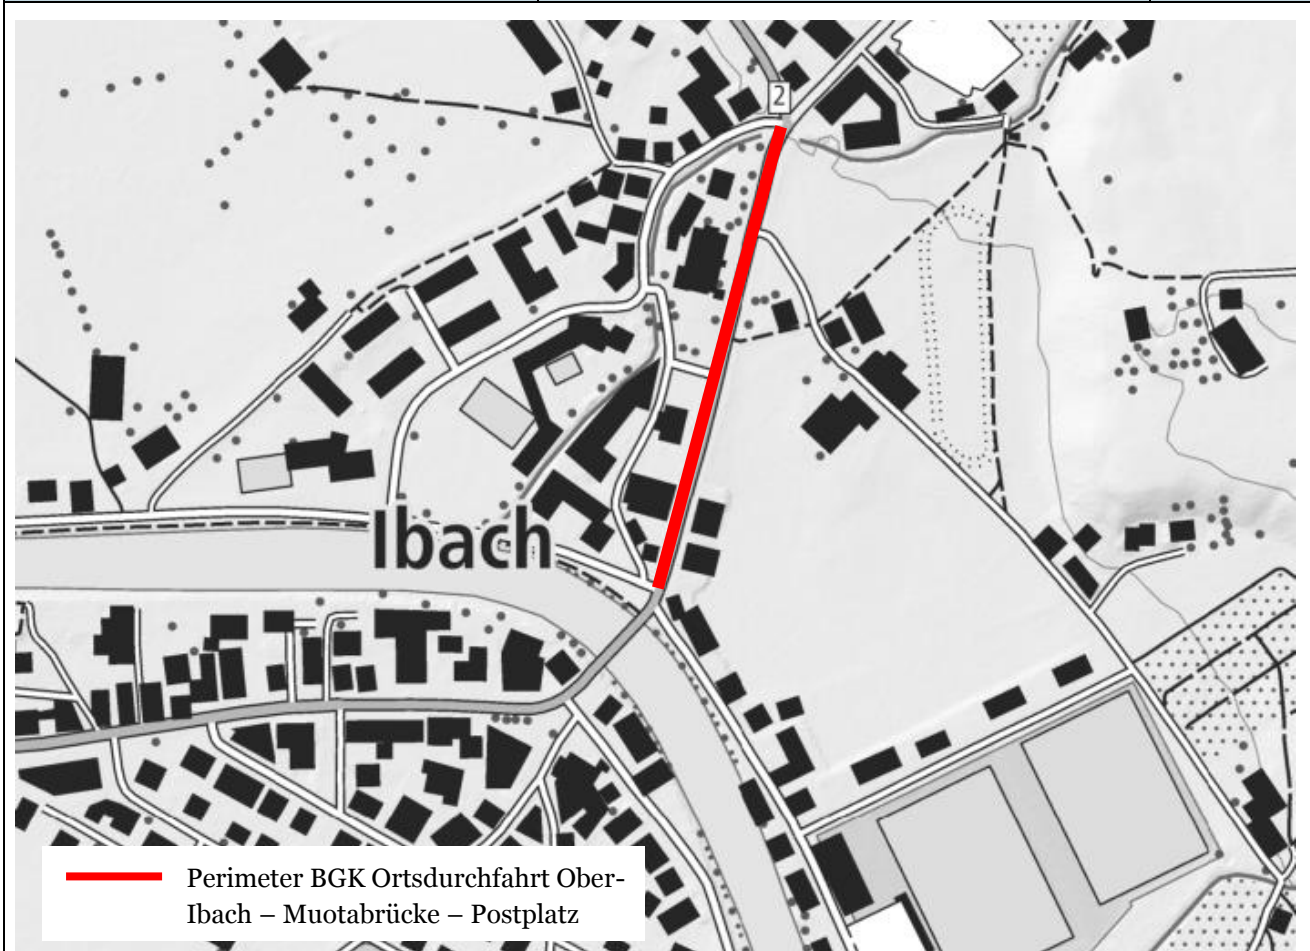 2
Ibach
Perimeter BGK Ortsdurchfahrt Ober-
Ibach – Muotabrücke – Postplatz